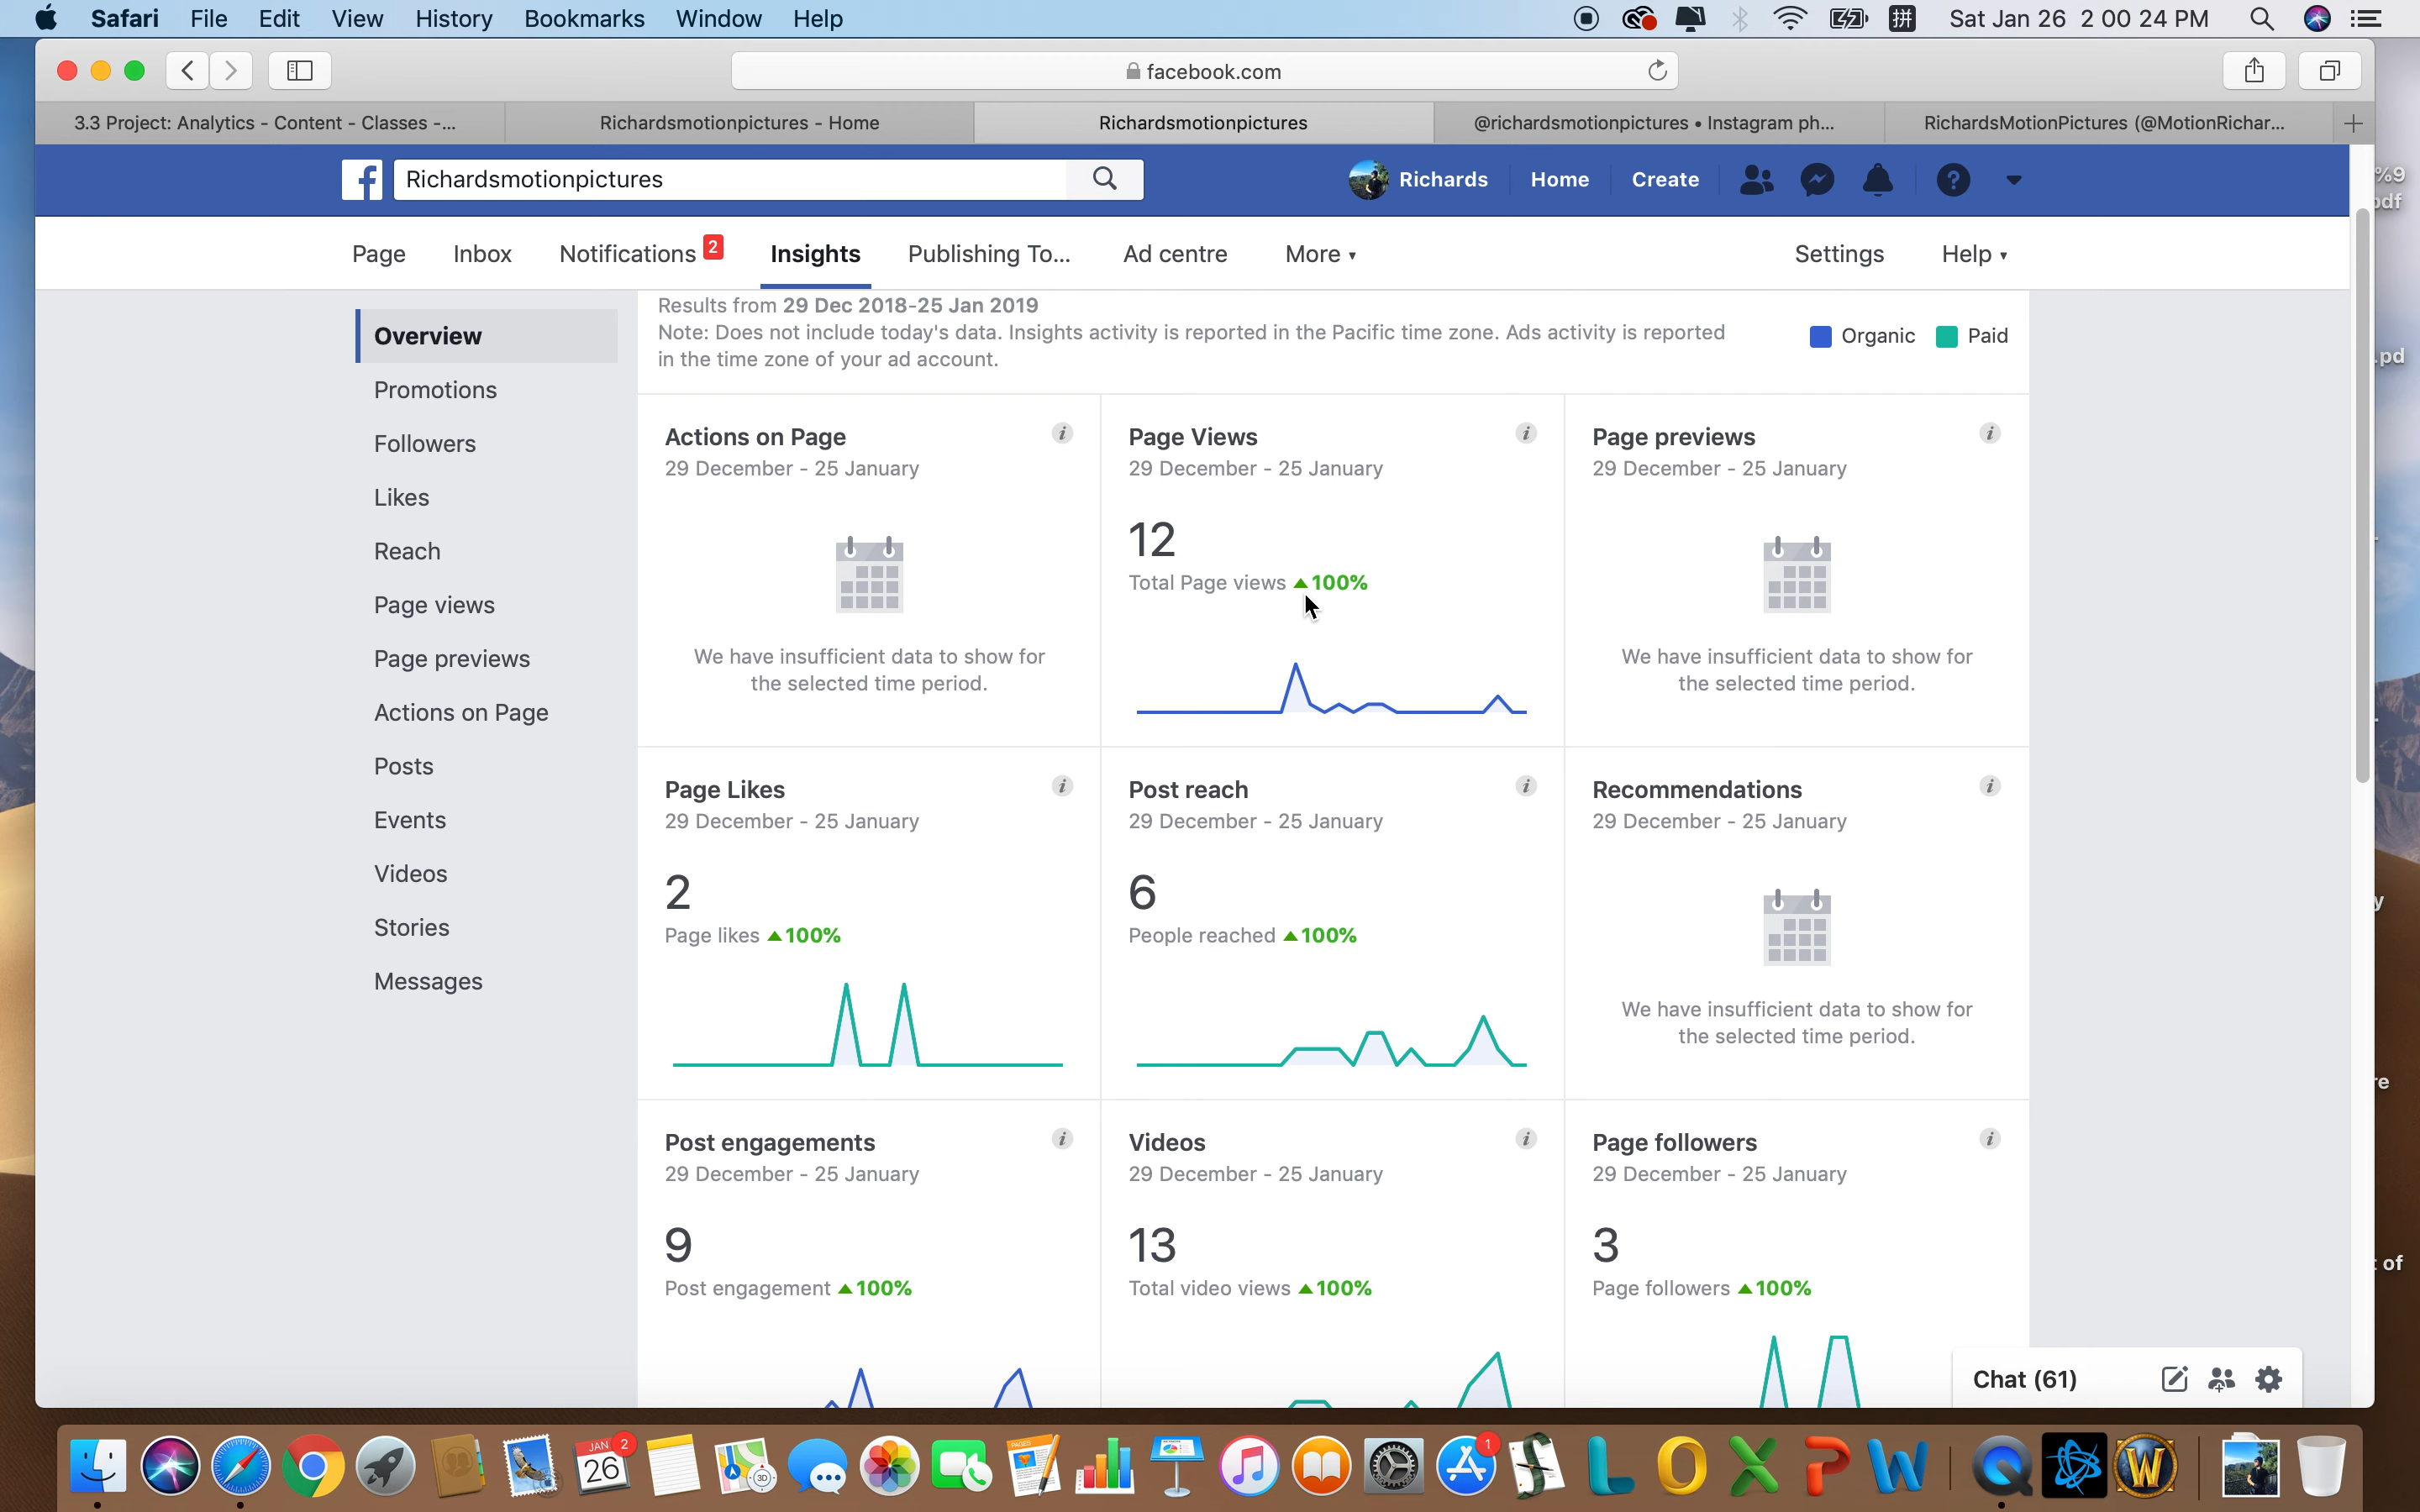 Safari File Edit View History Bookmarks Window Help
拼 Sat Jan 26 2 00 24 PM
facebook.com
3.3 Project: Analytics - Content - Classes -...
Richardsmotionpictures - Home
Richardsmotionpictures
@richardsmotionpictures • Instagram ph...
RichardsMotionPictures (@MotionRichar...
Richardsmotionpictures
Richards Home Create
Page Inbox Notifications 2 Insights Publishing To... Ad centre More Settings Help
Overview
Promotions
Followers
Likes
Reach
Page views
Page previews
Actions on Page
Posts
Events
Videos
Stories
Messages
Results from 29 Dec 2018-25 Jan 2019
Note: Does not include today's data. Insights activity is reported in the Pacific time zone. Ads activity is reported
in the time zone of your ad account.
Organic Paid
Actions on Page
29 December - 25 January
We have insufficient data to show for
the selected time period.
Page Views
29 December - 25 January
12
Total Page views 100%
Page previews
29 December - 25 January
We have insufficient data to show for
the selected time period.
Page Likes
29 December - 25 January
2
Page likes 100%
Post reach
29 December - 25 January
6
People reached 100%
Recommendations
29 December - 25 January
We have insufficient data to show for
the selected time period.
Post engagements
29 December - 25 January
9
Post engagement 100%
Videos
29 December - 25 January
13
Total video views 100%
Page followers
29 December - 25 January
3
Page followers 100%
Chat (61)
%9
.pd
of
JAN 2
26
3D
PAGES
1